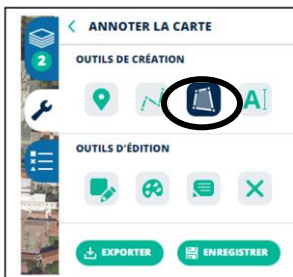 ANNOTER LA CARTE
2
OUTILS DE CRÉATION
A
OUTILS D'ÉDITION
EXPORTER
ENREGISTRER